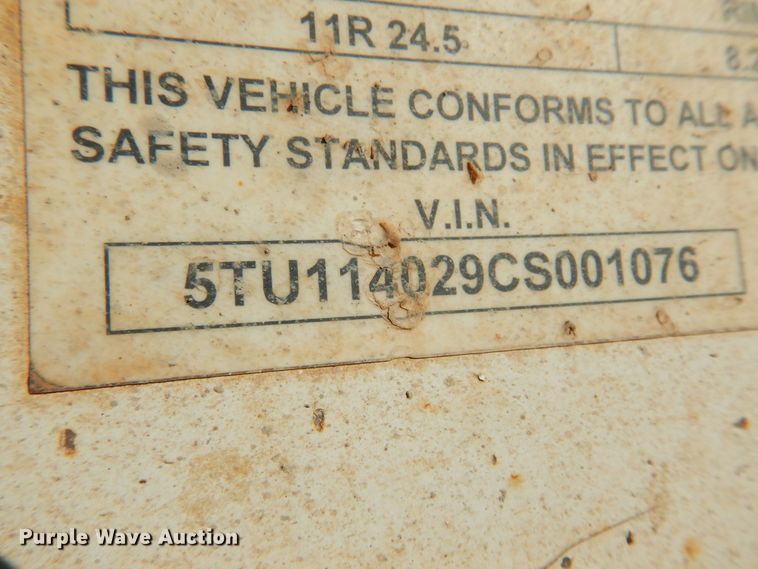 11R 24.5
THIS VEHICLE CONFORMS TO ALL A
SAFETY STANDARDS IN EFFECT ON
V.I.N.
5TU114029CS001076
Purple Wave Auction